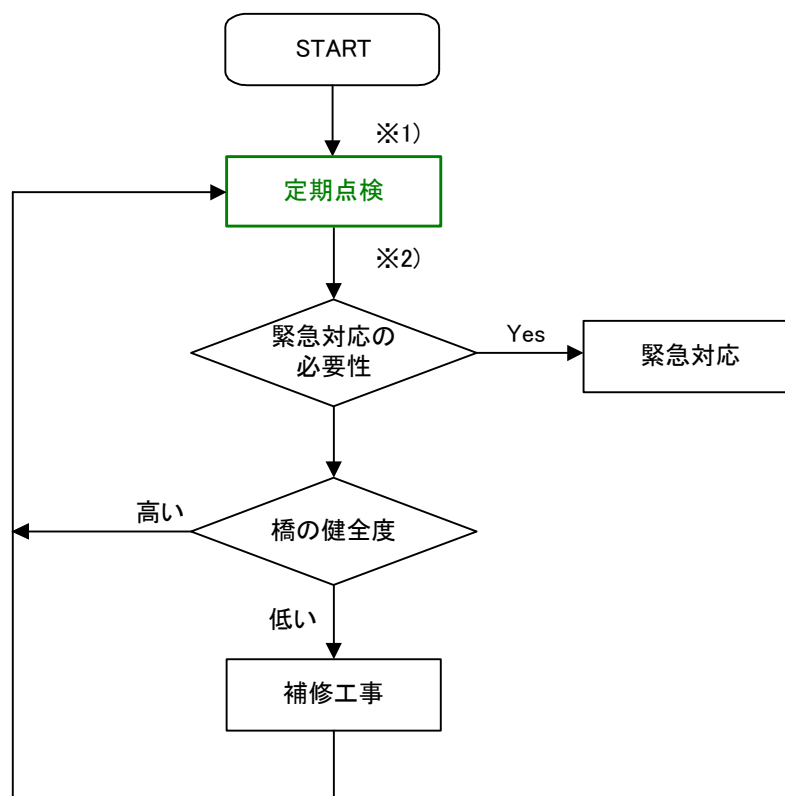 START
※1)
定期点検
※2)
緊急対応の
必要性
Yes
緊急対応
高い
橋の健全度
低い
補修工事